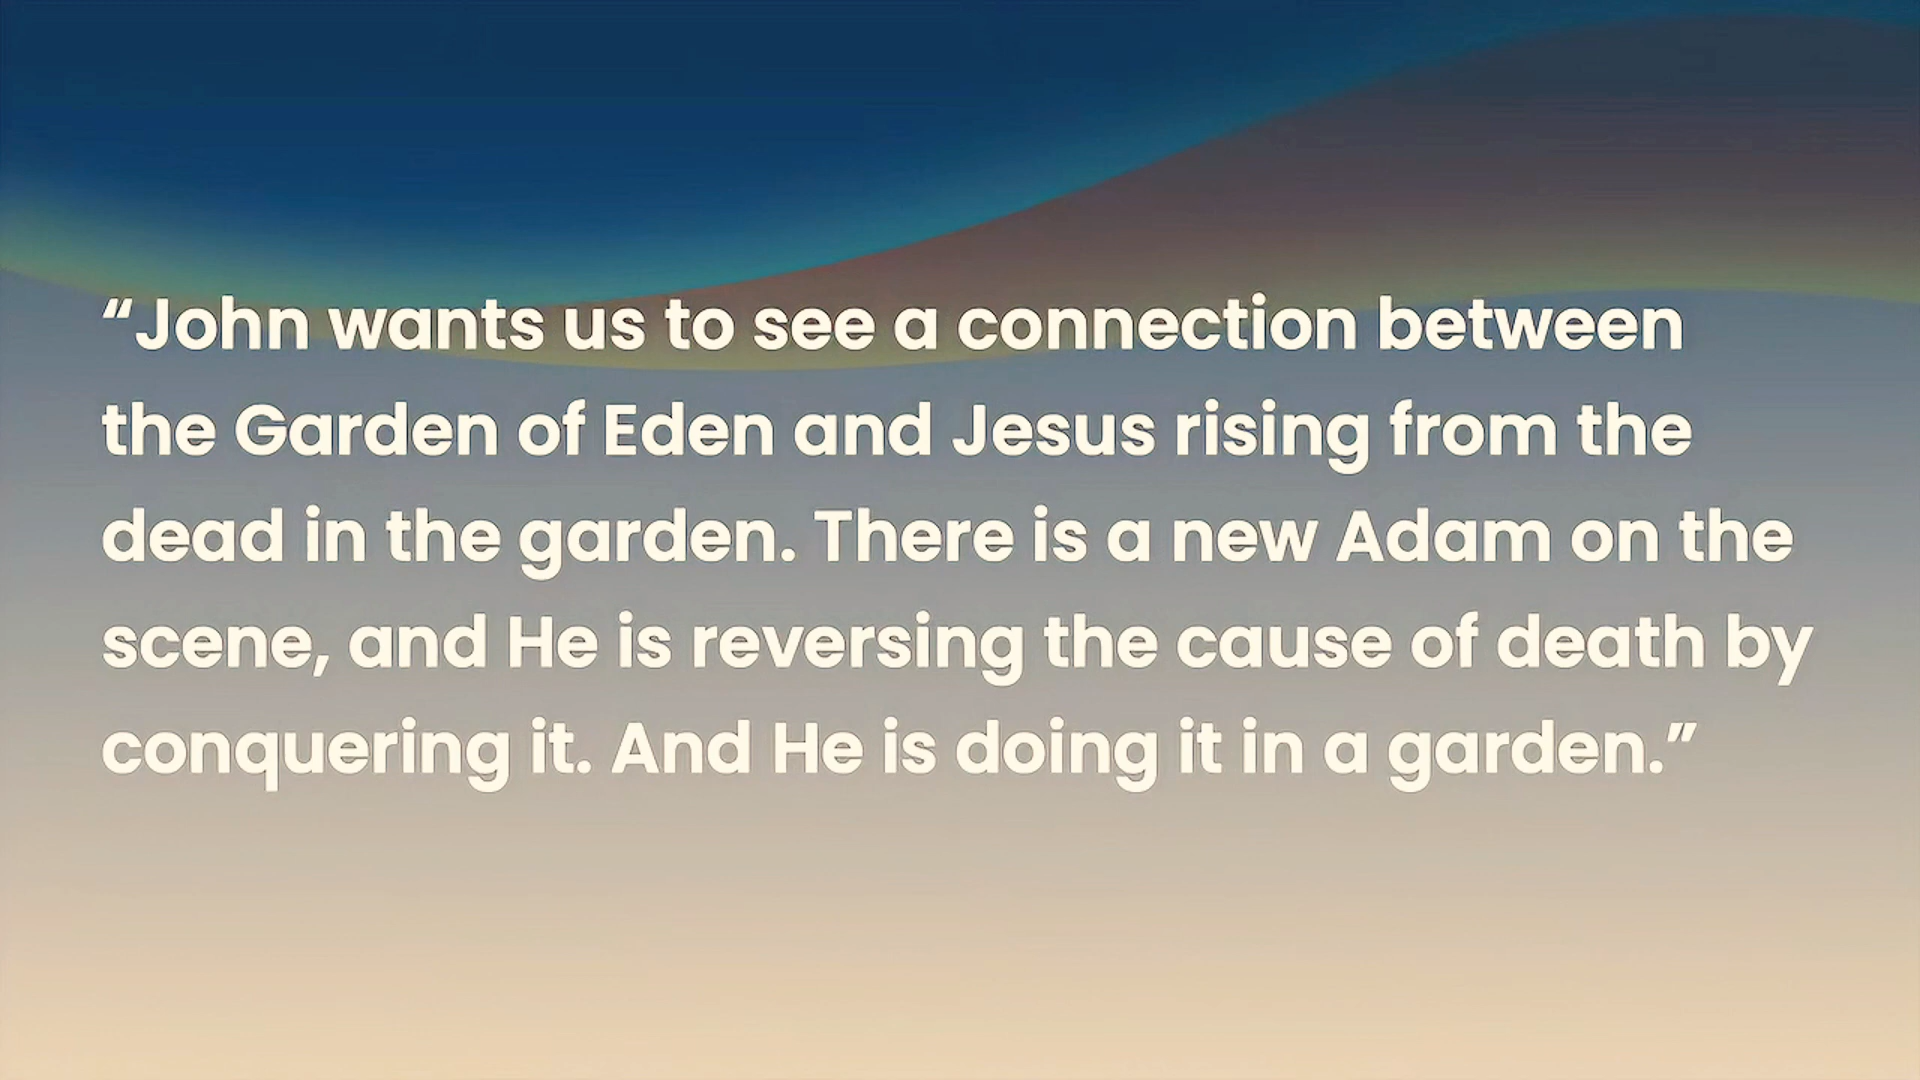 “John wants us to see a connection between
the Garden of Eden and Jesus rising from the
dead in the garden. There is a new Adam on the
scene, and He is reversing the cause of death by
conquering it. And He is doing it in a garden.”